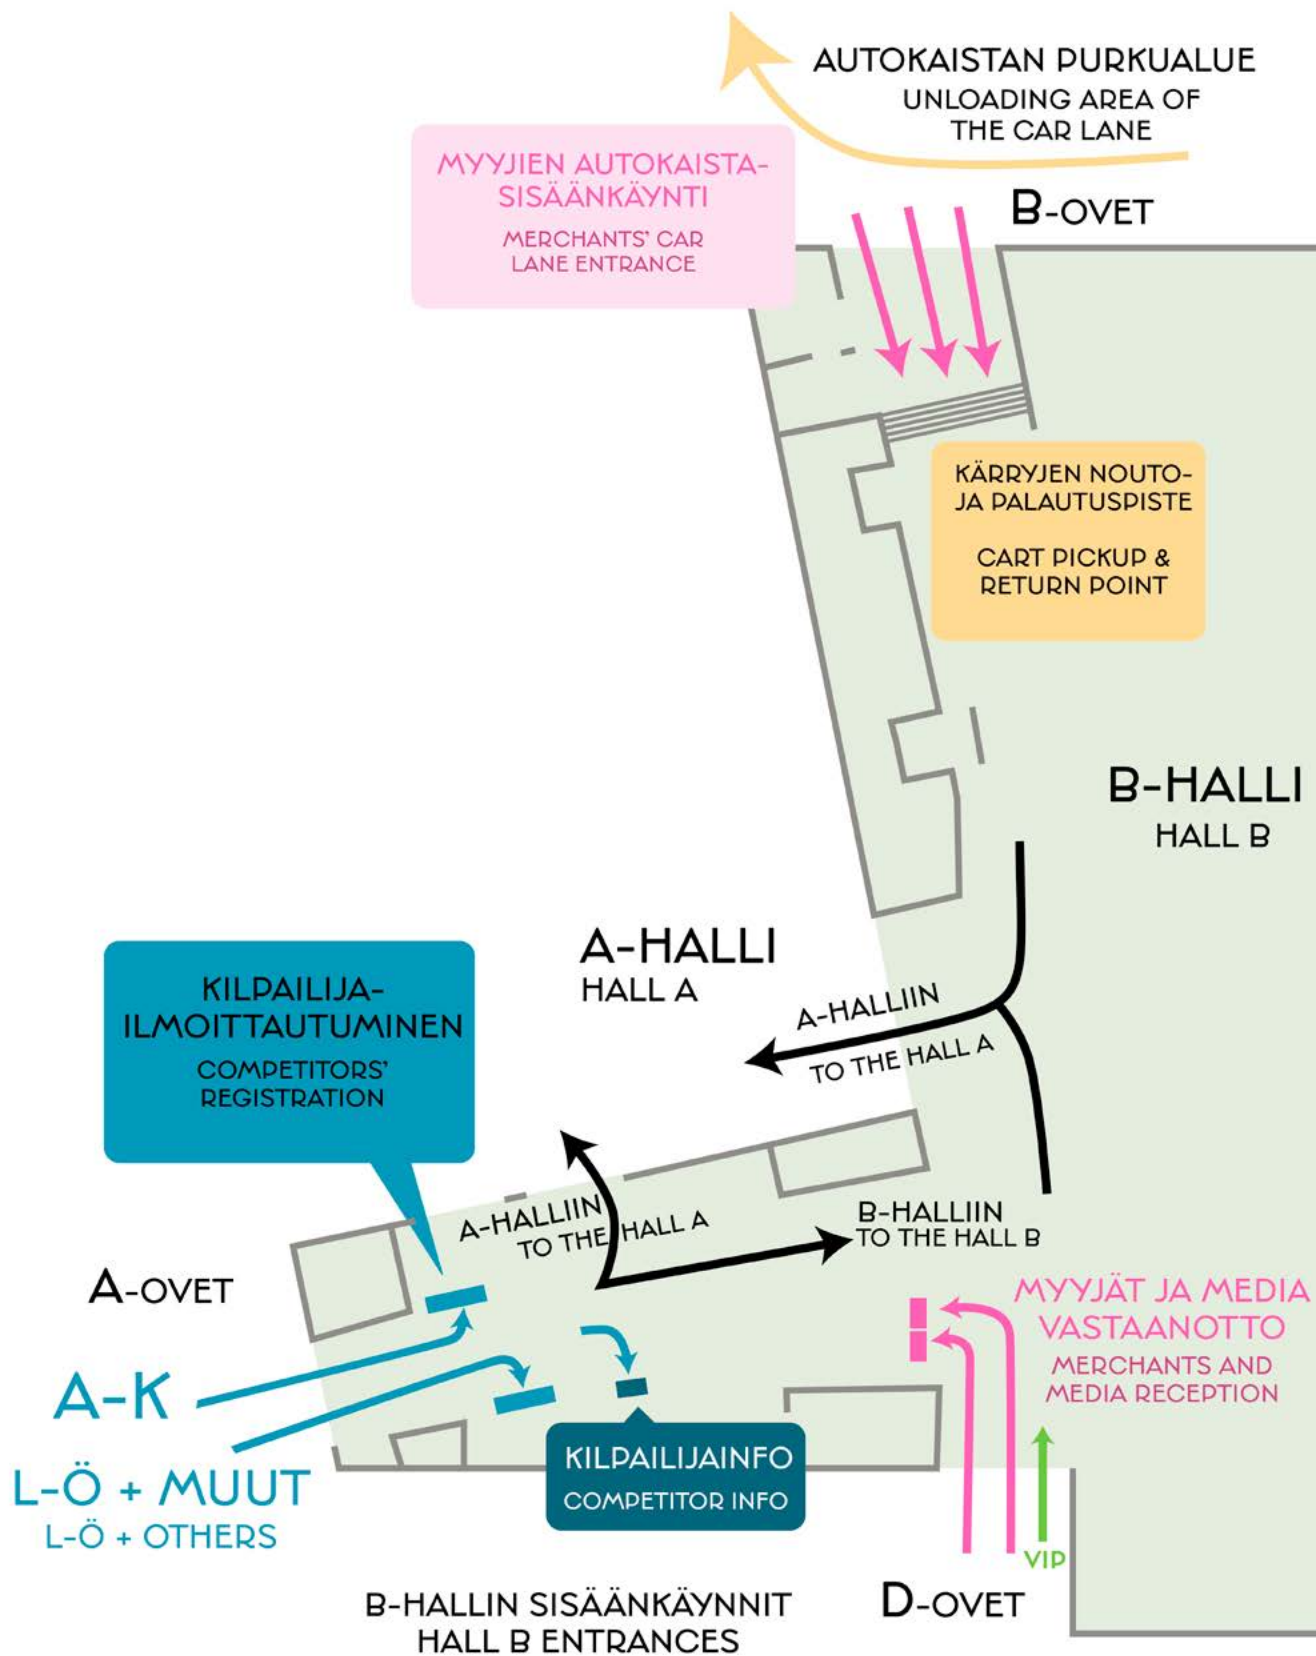 AUTOKAISTAN PURKUALUE
UNLOADING AREA OF
THE CAR LANE
MYYJIEN AUTOKAISTA-
SISÄÄNKÄYNTI
MERCHANTS' CAR
LANE ENTRANCE
B-OVET
KÄRRYJEN NOUTO-
JA PALAUTUSPISTE
CART PICKUP &
RETURN POINT
B-HALLI
HALL B
A-HALLI
HALL A
A-HALLIIN
TO THE HALL A
KILPAILIJA-
ILMOITTAUTUMINEN
COMPETITORS'
REGISTRATION
A-HALLIIN
TO THE HALL A
B-HALLIIN
TO THE HALL B
A-OVET
MYYJÄT JA MEDIA
VASTAANOTTO
MERCHANTS AND
MEDIA RECEPTION
A-K
L-Ö + MUUT
L-Ö + OTHERS
KILPAILIJAINFO
COMPETITOR INFO
VIP
D-OVET
B-HALLIN SISÄÄNKÄYNNIT
HALL B ENTRANCES